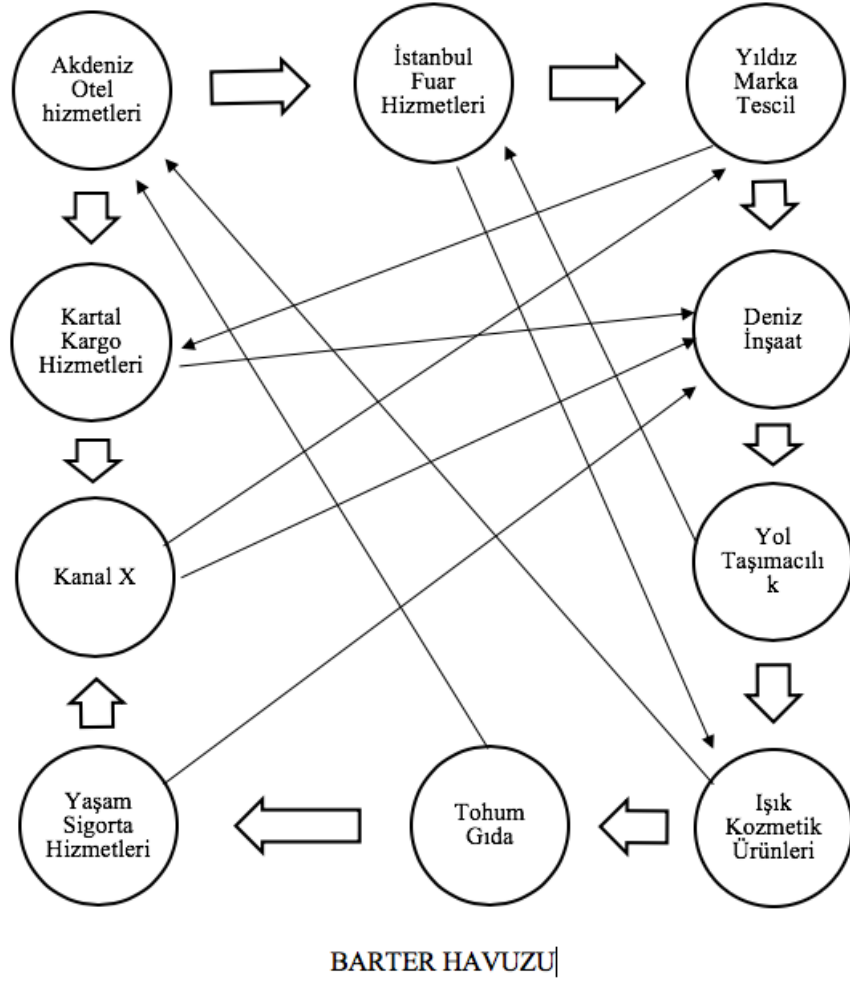 Akdeniz
Otel
hizmetleri
İstanbul
Fuar
Hizmetleri
Yıldız
Marka
Tescil
Kartal
Kargo
Hizmetleri
Deniz
İnşaat
Kanal X
Yol
Taşımacılı
k
Yaşam
Sigorta
Hizmetleri
Tohum
Gıda
Işık
Kozmetik
Ürünleri
BARTER HAVUZU